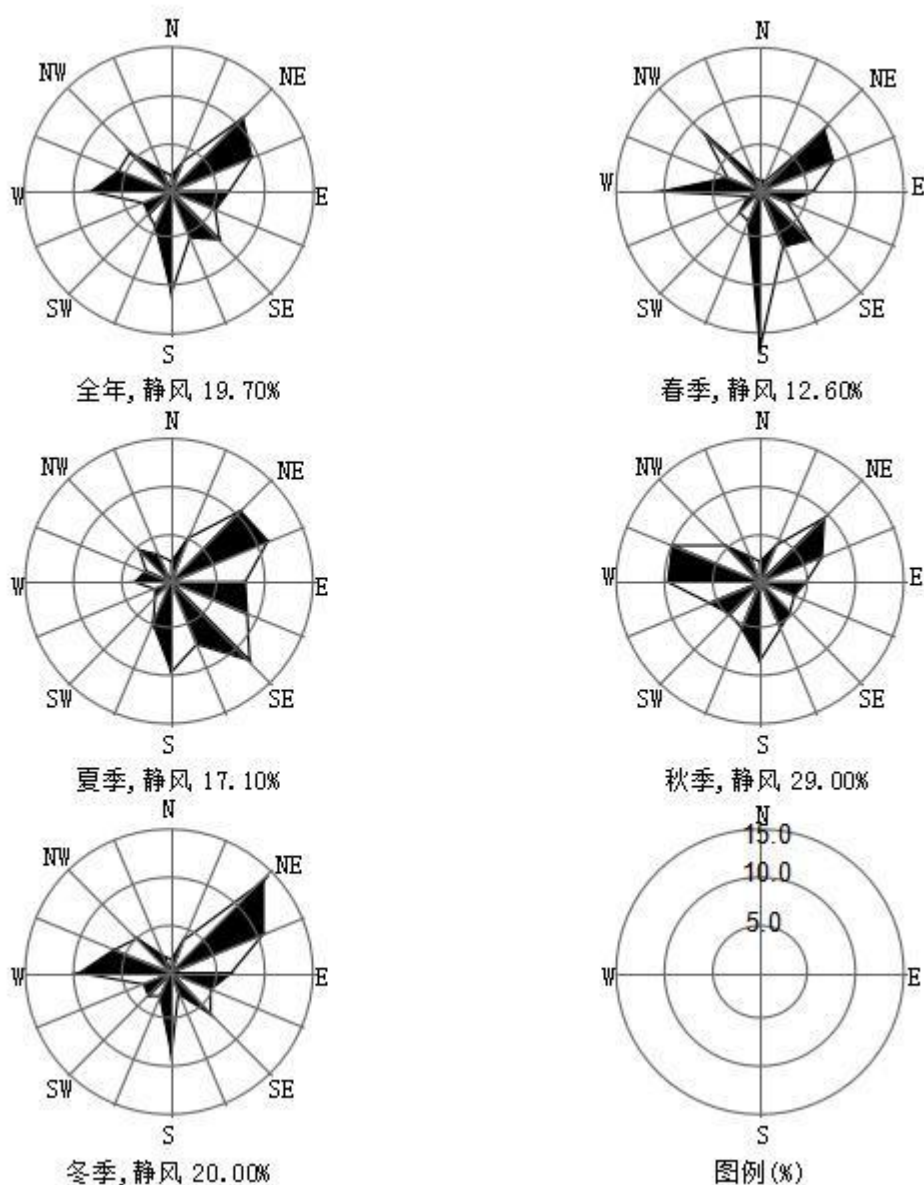 N N
NW NE NW NE
W E W E
SW SE SW SE
S S
全年,静风 19.70% 春季,静风 12.60%
N N
NW NE NW NE
W E W E
SW SE SW SE
S S
夏季,静风 17.10% 秋季,静风 29.00%
N N
15.0
NW NE 10.0
5.0
W E W E
SW SE
S S
冬季,静风 20.00% 图例(%)